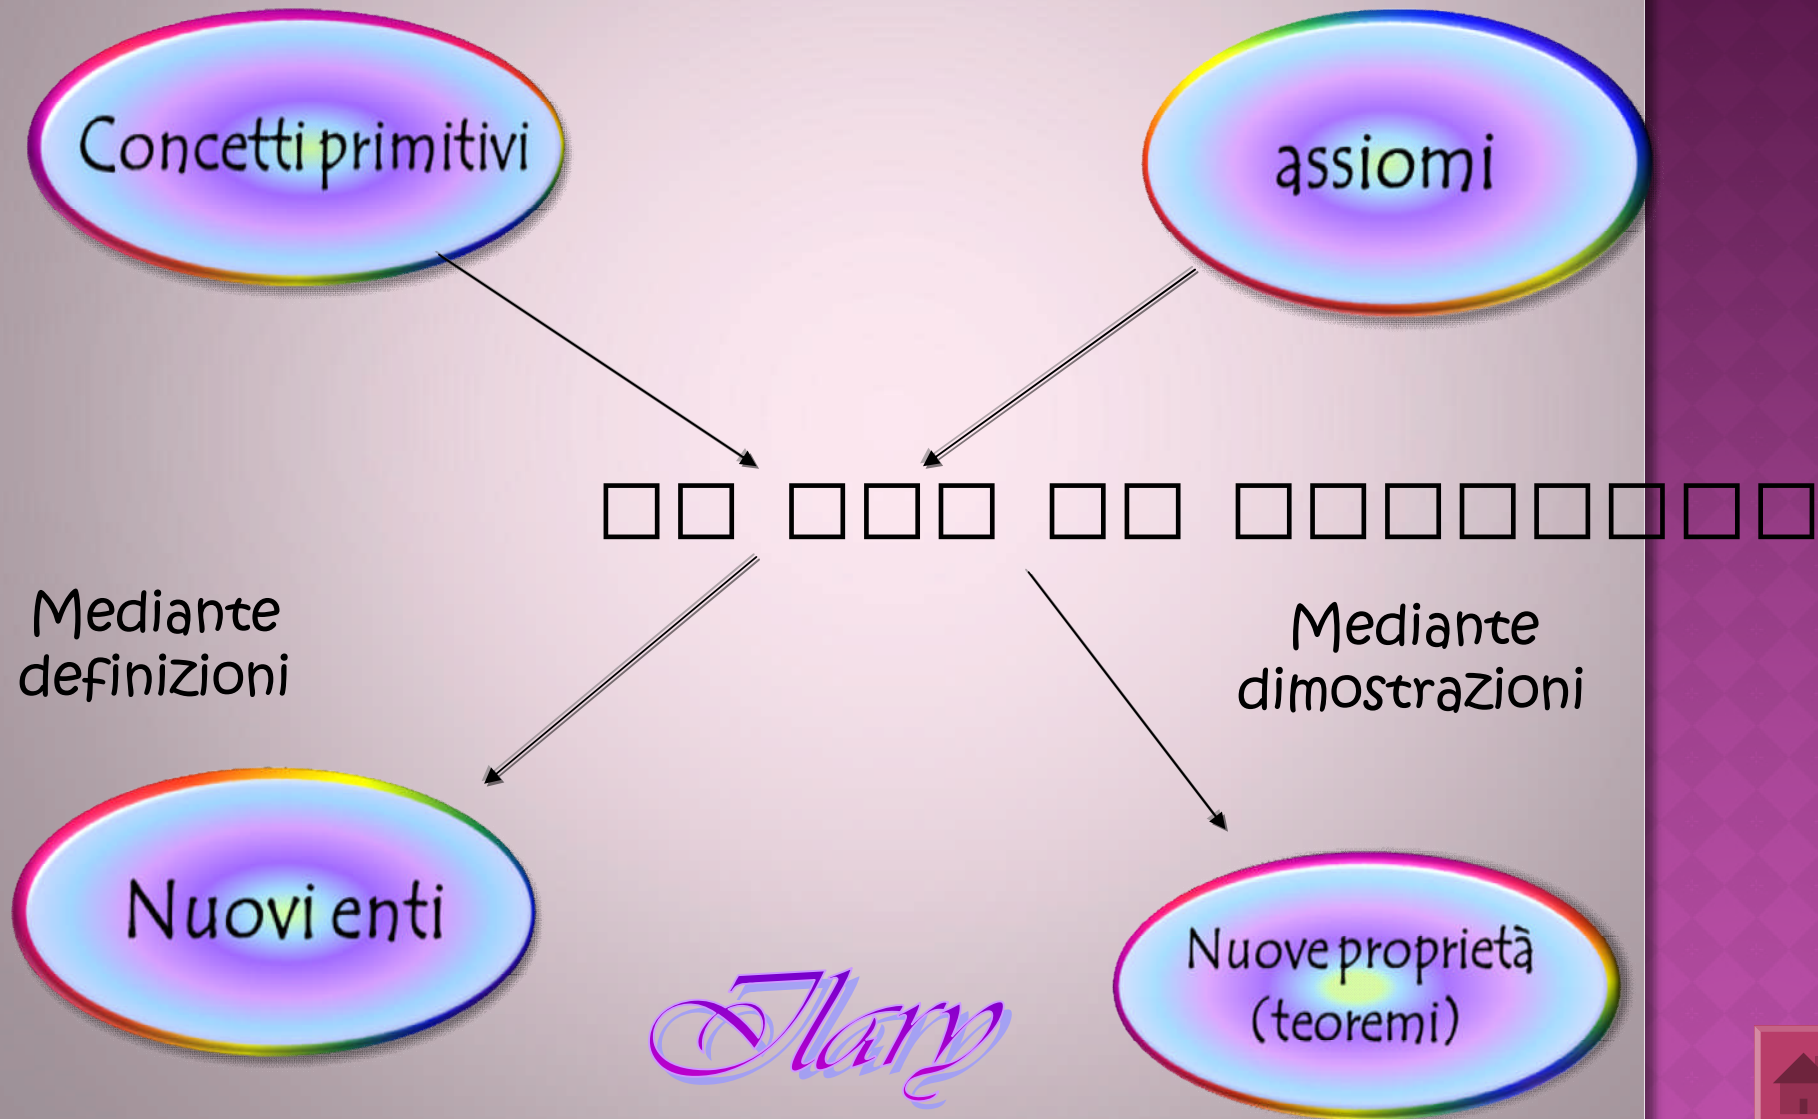 Concetti primitivi
assiomi
Mediante
definizioni
Mediante
dimostrazioni
Nuovi enti
Nuove proprietà
(teoremi)
Ilary